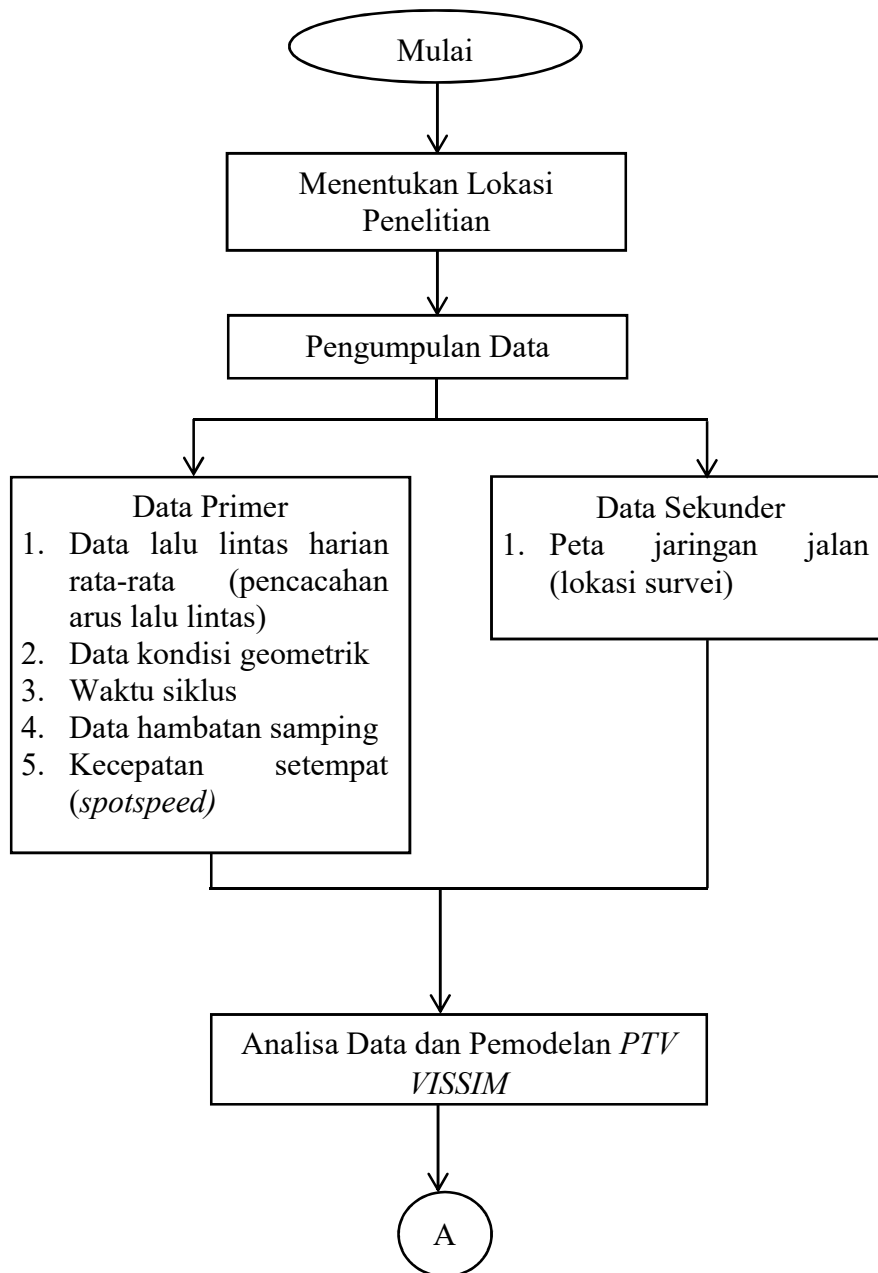 Mulai
Menentukan Lokasi
Penelitian
Pengumpulan Data
Data Primer
1. Data lalu lintas harian
rata-rata (pencacahan
arus lalu lintas)
2. Data kondisi geometrik
3. Waktu siklus
4. Data hambatan samping
5. Kecepatan setempat
(spotspeed)
Data Sekunder
1. Peta jaringan jalan
(lokasi survei)
Analisa Data dan Pemodelan PTV
VISSIM
A